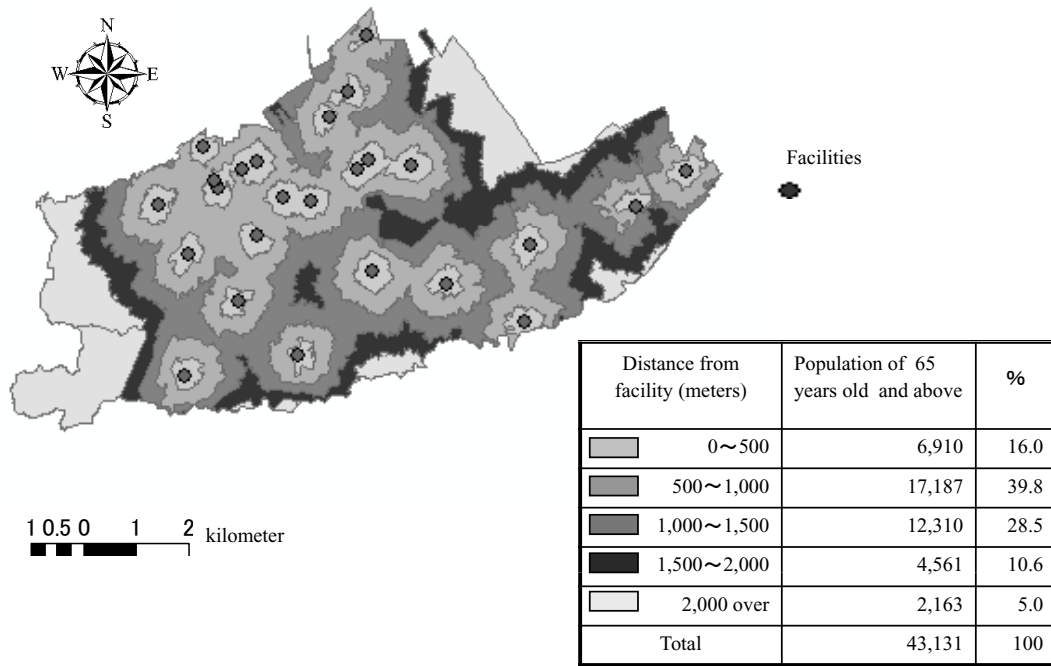 N
W E
S
Facilities
Distance from
facility (meters)
Population of 65
years old and above
%
0～500 6,910 16.0
500～1,000 17,187 39.8
1,000～1,500 12,310 28.5
1,500～2,000 4,561 10.6
2,000 over 2,163 5.0
Total 43,131 100
1 0.5 0 1 2 kilometer